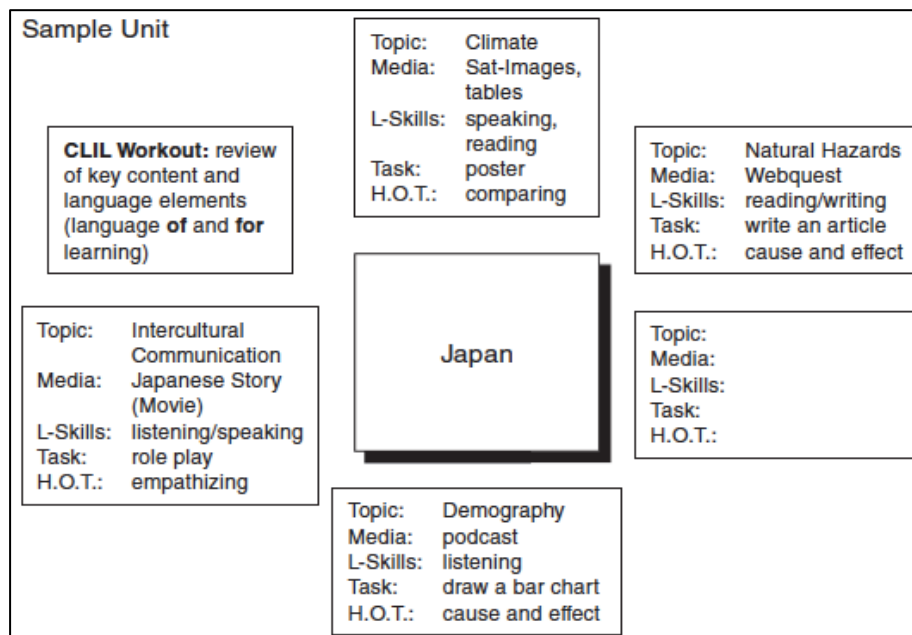 Sample Unit
Topic: Climate
Media: Sat-Images,
tables
L-Skills: speaking,
reading
Task: poster
H.O.T.: comparing
CLIL Workout: review
of key content and
language elements
(language of and for
learning)
Topic: Natural Hazards
Media: Webquest
L-Skills: reading/writing
Task: write an article
H.O.T.: cause and effect
Japan
Topic: Intercultural
Communication
Media: Japanese Story
(Movie)
L-Skills: listening/speaking
Task: role play
H.O.T.: empathizing
Topic:
Media:
L-Skills:
Task:
H.O.T.:
Topic: Demography
Media: podcast
L-Skills: listening
Task: draw a bar chart
H.O.T.: cause and effect